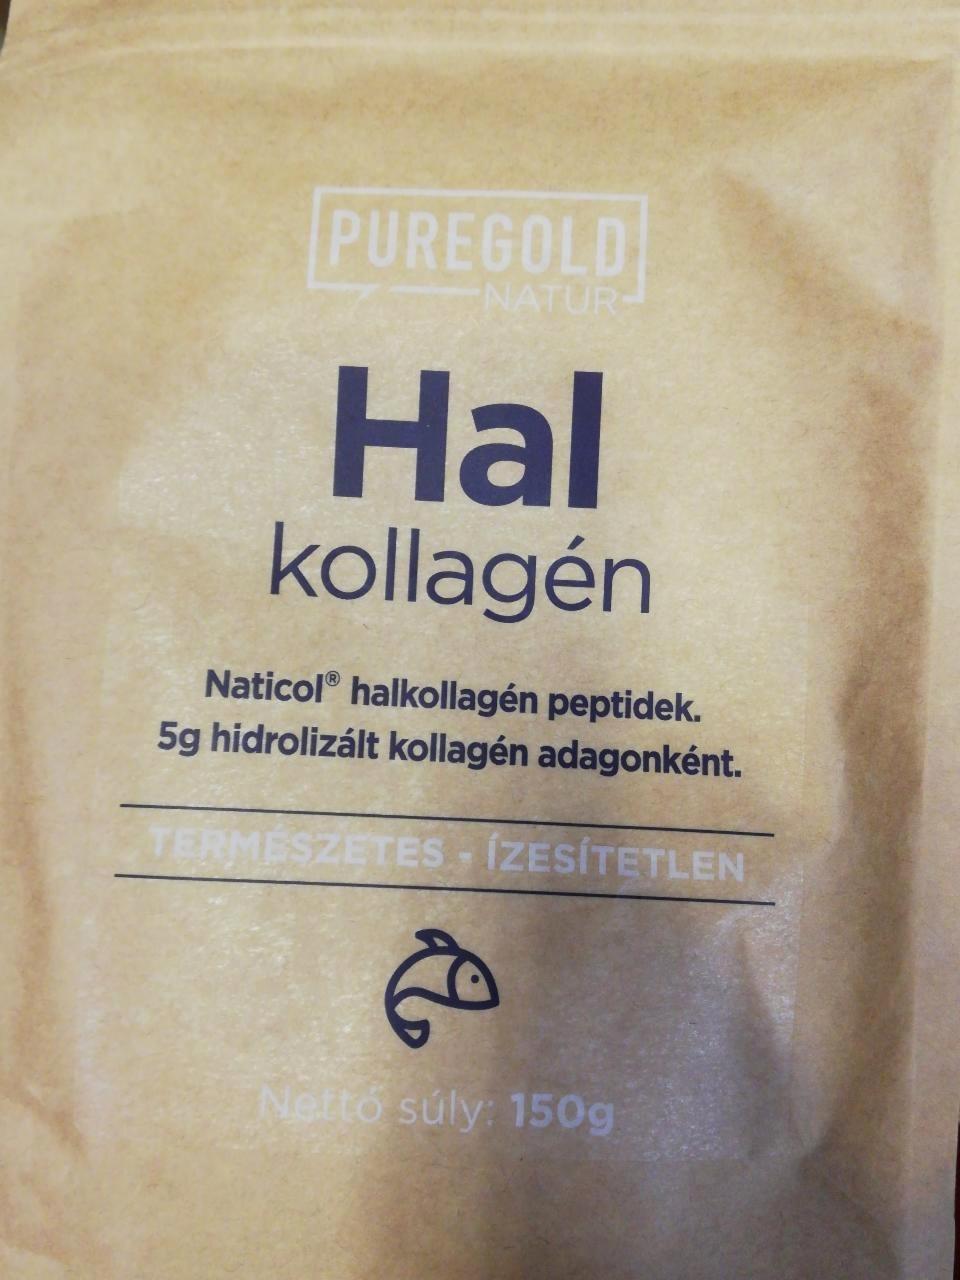 PUREGOLD
NATUR
Hal
kollagén
Naticol® halkollagén peptidek.
5g hidrolizált kollagén adagonként.
TERMÉSZETES - ÍZESÍTETLEN
Nettó súly: 150g